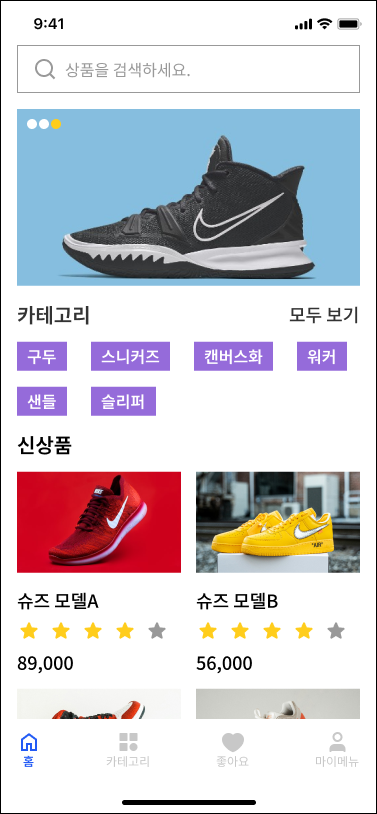 9:41
상품을 검색하세요.
카테고리 모두 보기
구두 스니커즈 캔버스화 워커
샌들 슬리퍼
신상품
NIKE
"AIR"
슈즈 모델A 슈즈 모델B
89,000 56,000
홈 카테고리 좋아요 마이메뉴